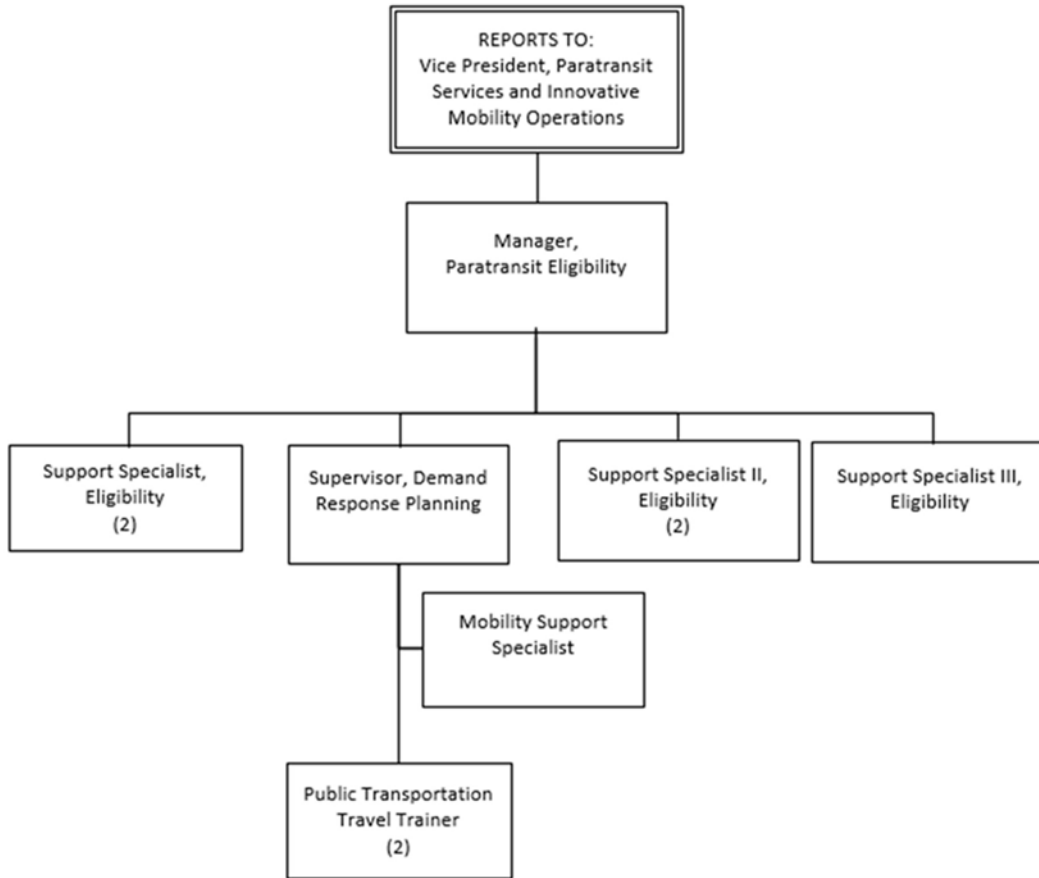 REPORTS TO:
Vice President, Paratransit
Services and Innovative
Mobility Operations
Manager,
Paratransit Eligibility
Support Specialist,
Eligibility
(2)
Supervisor, Demand
Response Planning
Support Specialist II,
Eligibility
(2)
Support Specialist III,
Eligibility
Mobility Support
Specialist
Public Transportation
Travel Trainer
(2)